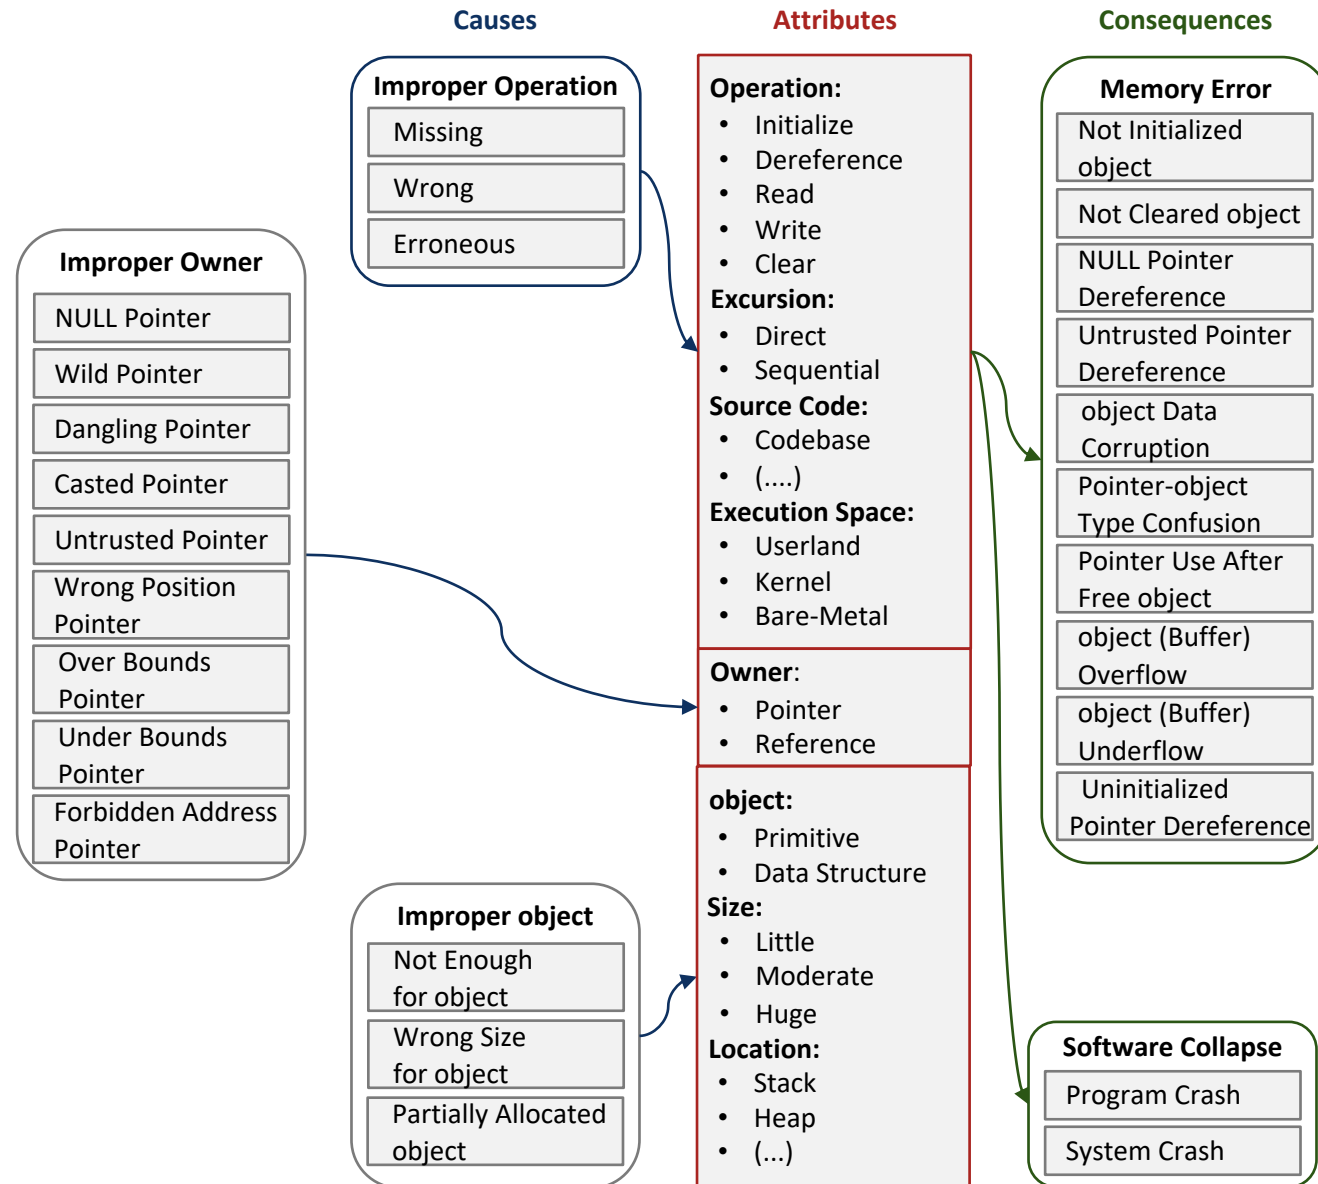 Causes
Attributes
Consequences
Improper Operation
Missing
Wrong
Erroneous
Improper Owner
NULL Pointer
Wild Pointer
Dangling Pointer
Casted Pointer
Untrusted Pointer
Wrong Position
Pointer
Over Bounds
Pointer
Under Bounds
Pointer
Forbidden Address
Pointer
Improper object
Not Enough
for object
Wrong Size
for object
Partially Allocated
object
Operation:
• Initialize
• Dereference
• Read
• Write
• Clear
Excursion:
• Direct
• Sequential
Source Code:
• Codebase
• (....)
Execution Space:
• Userland
• Kernel
• Bare-Metal
Owner:
• Pointer
• Reference
object:
• Primitive
• Data Structure
Size:
• Little
• Moderate
• Huge
Location:
• Stack
• Heap
• (...)
Memory Error
Not Initialized
object
Not Cleared object
NULL Pointer
Dereference
Untrusted Pointer
Dereference
object Data
Corruption
Pointer-object
Type Confusion
Pointer Use After
Free object
object (Buffer)
Overflow
object (Buffer)
Underflow
Uninitialized
Pointer Dereference
Software Collapse
Program Crash
System Crash